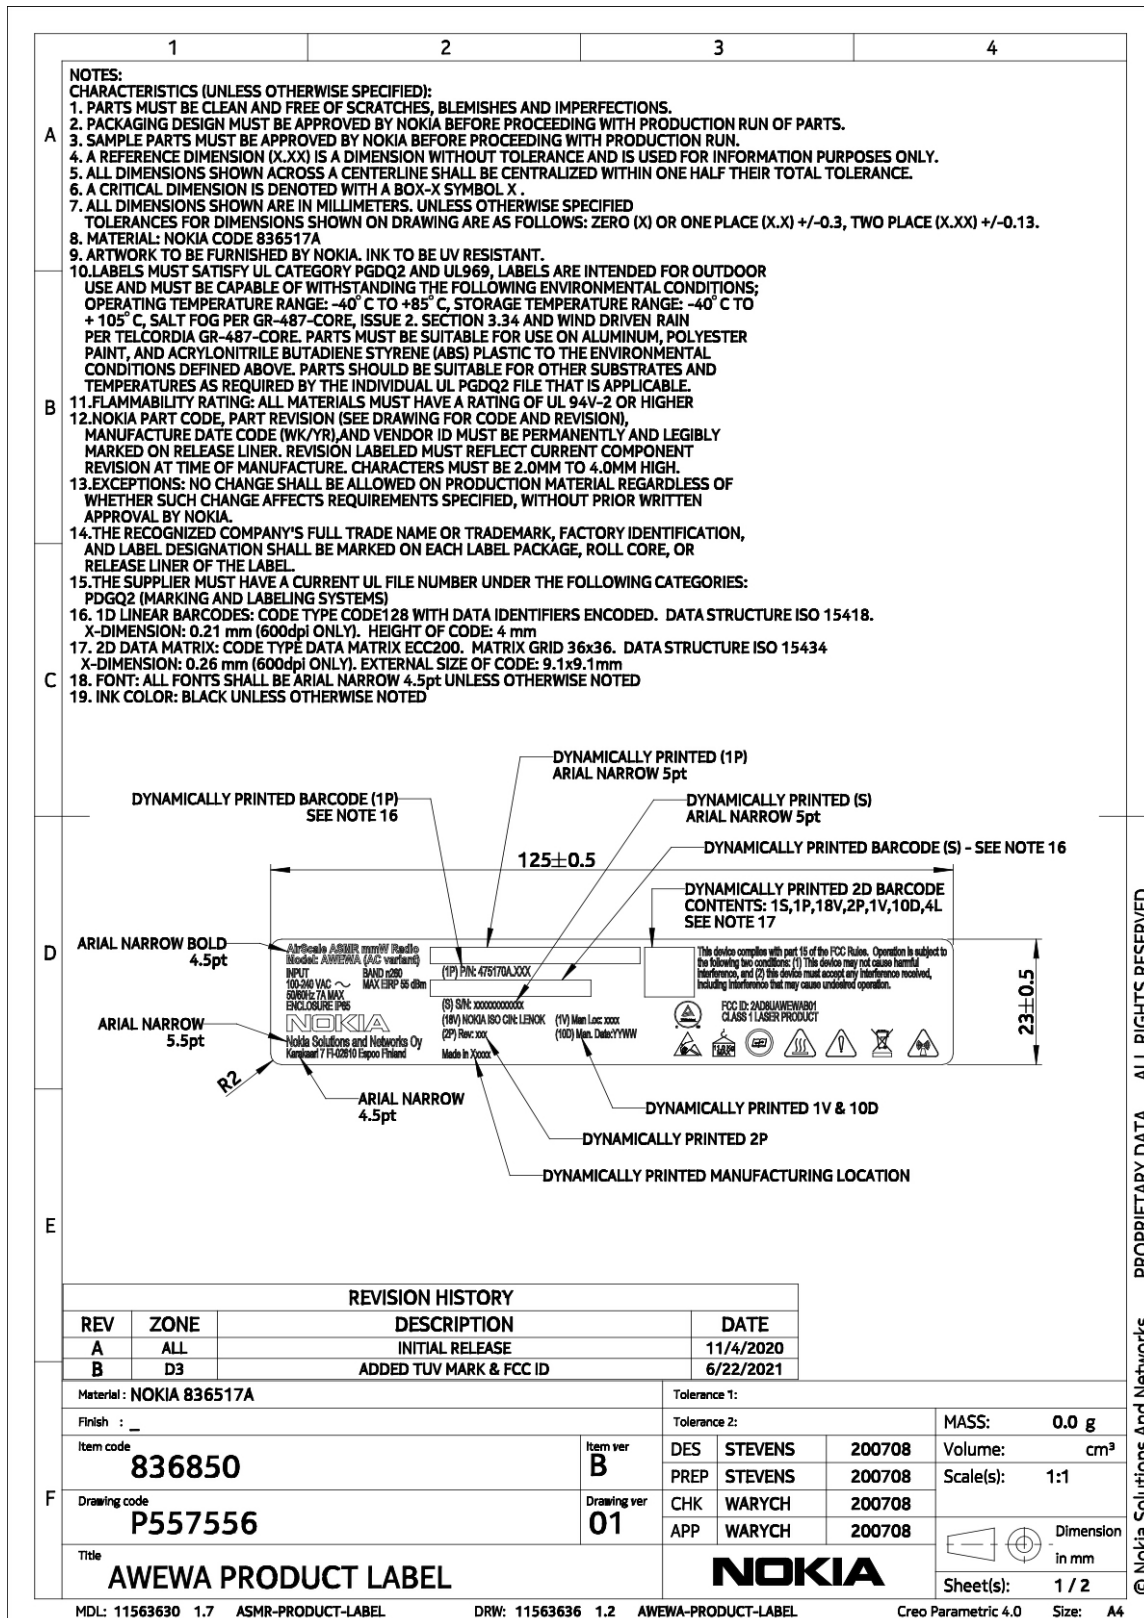 1 2 3 4
A
B
C
D
E
F
NOTES:
CHARACTERISTICS (UNLESS OTHERWISE SPECIFIED):
1. PARTS MUST BE CLEAN AND FREE OF SCRATCHES, BLEMISHES AND IMPERFECTIONS.
2. PACKAGING DESIGN MUST BE APPROVED BY NOKIA BEFORE PROCEEDING WITH PRODUCTION RUN OF PARTS.
3. SAMPLE PARTS MUST BE APPROVED BY NOKIA BEFORE PROCEEDING WITH PRODUCTION RUN.
4. A REFERENCE DIMENSION (X.XX) IS A DIMENSION WITHOUT TOLERANCE AND IS USED FOR INFORMATION PURPOSES ONLY.
5. ALL DIMENSIONS SHOWN ACROSS A CENTERLINE SHALL BE CENTRALIZED WITHIN ONE HALF THEIR TOTAL TOLERANCE.
6. A CRITICAL DIMENSION IS DENOTED WITH A BOX-X SYMBOL X .
7. ALL DIMENSIONS SHOWN ARE IN MILLIMETERS. UNLESS OTHERWISE SPECIFIED
TOLERANCES FOR DIMENSIONS SHOWN ON DRAWING ARE AS FOLLOWS: ZERO (X) OR ONE PLACE (X.X) +/-0.3, TWO PLACE (X.XX) +/-0.13.
8. MATERIAL: NOKIA CODE 836517A
9. ARTWORK TO BE FURNISHED BY NOKIA. INK TO BE UV RESISTANT.
10.LABELS MUST SATISFY UL CATEGORY PGDQ2 AND UL969, LABELS ARE INTENDED FOR OUTDOOR
USE AND MUST BE CAPABLE OF WITHSTANDING THE FOLLOWING ENVIRONMENTAL CONDITIONS;
OPERATING TEMPERATURE RANGE: -40°C TO +85°C, STORAGE TEMPERATURE RANGE: -40°C TO
+ 105°C, SALT FOG PER GR-487-CORE, ISSUE 2. SECTION 3.34 AND WIND DRIVEN RAIN
PER TELCORDIA GR-487-CORE. PARTS MUST BE SUITABLE FOR USE ON ALUMINUM, POLYESTER
PAINT, AND ACRYLONITRILE BUTADIENE STYRENE (ABS) PLASTIC TO THE ENVIRONMENTAL
CONDITIONS DEFINED ABOVE. PARTS SHOULD BE SUITABLE FOR OTHER SUBSTRATES AND
TEMPERATURES AS REQUIRED BY THE INDIVIDUAL UL PGDQ2 FILE THAT IS APPLICABLE.
11.FLAMMABILITY RATING: ALL MATERIALS MUST HAVE A RATING OF UL 94V-2 OR HIGHER
12.NOKIA PART CODE, PART REVISION (SEE DRAWING FOR CODE AND REVISION),
MANUFACTURE DATE CODE (WK/YR),AND VENDOR ID MUST BE PERMANENTLY AND LEGIBLY
MARKED ON RELEASE LINER. REVISION LABELED MUST REFLECT CURRENT COMPONENT
REVISION AT TIME OF MANUFACTURE. CHARACTERS MUST BE 2.0MM TO 4.0MM HIGH.
13.EXCEPTIONS: NO CHANGE SHALL BE ALLOWED ON PRODUCTION MATERIAL REGARDLESS OF
WHETHER SUCH CHANGE AFFECTS REQUIREMENTS SPECIFIED, WITHOUT PRIOR WRITTEN
APPROVAL BY NOKIA.
14.THE RECOGNIZED COMPANY'S FULL TRADE NAME OR TRADEMARK, FACTORY IDENTIFICATION,
AND LABEL DESIGNATION SHALL BE MARKED ON EACH LABEL PACKAGE, ROLL CORE, OR
RELEASE LINER OF THE LABEL.
15.THE SUPPLIER MUST HAVE A CURRENT UL FILE NUMBER UNDER THE FOLLOWING CATEGORIES:
PDGQ2 (MARKING AND LABELING SYSTEMS)
16. 1D LINEAR BARCODES: CODE TYPE CODE128 WITH DATA IDENTIFIERS ENCODED. DATA STRUCTURE ISO 15418.
X-DIMENSION: 0.21 mm (600dpi ONLY). HEIGHT OF CODE: 4 mm
17. 2D DATA MATRIX: CODE TYPE DATA MATRIX ECC200. MATRIX GRID 36x36. DATA STRUCTURE ISO 15434
X-DIMENSION: 0.26 mm (600dpi ONLY). EXTERNAL SIZE OF CODE: 9.1x9.1mm
18. FONT: ALL FONTS SHALL BE ARIAL NARROW 4.5pt UNLESS OTHERWISE NOTED
19. INK COLOR: BLACK UNLESS OTHERWISE NOTED
DYNAMICALLY PRINTED (1P)
ARIAL NARROW 5pt
DYNAMICALLY PRINTED BARCODE (1P)
SEE NOTE 16
DYNAMICALLY PRINTED (S)
ARIAL NARROW 5pt
DYNAMICALLY PRINTED BARCODE (S) - SEE NOTE 16
125±0.5
DYNAMICALLY PRINTED 2D BARCODE
CONTENTS: 1S,1P,18V,2P,1V,10D,4L
SEE NOTE 17
ARIAL NARROW BOLD
4.5pt
ARIAL NARROW
5.5pt
R2
23±0.5
AirScale ASMR mmW Radio
Model: AWEWA (AC variant)
INPUT BAND n260
100-240 VAC ~ MAX EIRP 55 dBm
50/60Hz 7A MAX
ENCLOSURE IP65
NOKIA
Nokia Solutions and Networks Oy
Karakaari 7 FI-02610 Espoo Finland
(1P) P/N: 475170A.XXX
(S) S/N: xxxxxxxxxxxx
(18V) NOKIA ISO CIN: LENOK (1V) Man Loc: xxxx
(2P) Rev: xxx (10D) Man. Date:YYWW
Made in Xxxxx
This device complies with part 15 of the FCC Rules. Operation is subject to
the following two conditions: (1) This device may not cause harmful
interference, and (2) this device must accept any interference received,
including interference that may cause undesired operation.
FCC ID: 2AD8UAWEWAB01
CLASS 1 LASER PRODUCT
ARIAL NARROW
4.5pt
DYNAMICALLY PRINTED 1V & 10D
DYNAMICALLY PRINTED 2P
DYNAMICALLY PRINTED MANUFACTURING LOCATION
REVISION HISTORY
REV ZONE DESCRIPTION DATE
A ALL INITIAL RELEASE 11/4/2020
B D3 ADDED TUV MARK & FCC ID 6/22/2021
Material : NOKIA 836517A Tolerance 1:
Finish : _ Tolerance 2:
MASS: 0.0 g
Item code
836850
Item ver
B
DES STEVENS 200708
PREP STEVENS 200708
Volume: cm³
Scale(s): 1:1
Drawing code
P557556
Drawing ver
01
CHK WARYCH 200708
APP WARYCH 200708
Dimension
in mm
Title
AWEWA PRODUCT LABEL
NOKIA
Sheet(s): 1 / 2
MDL: 11563630 1.7 ASMR-PRODUCT-LABEL DRW: 11563636 1.2 AWEWA-PRODUCT-LABEL Creo Parametric 4.0 Size: A4
© Nokia Solutions And Networks PROPRIETARY DATA ALL RIGHTS RESERVED